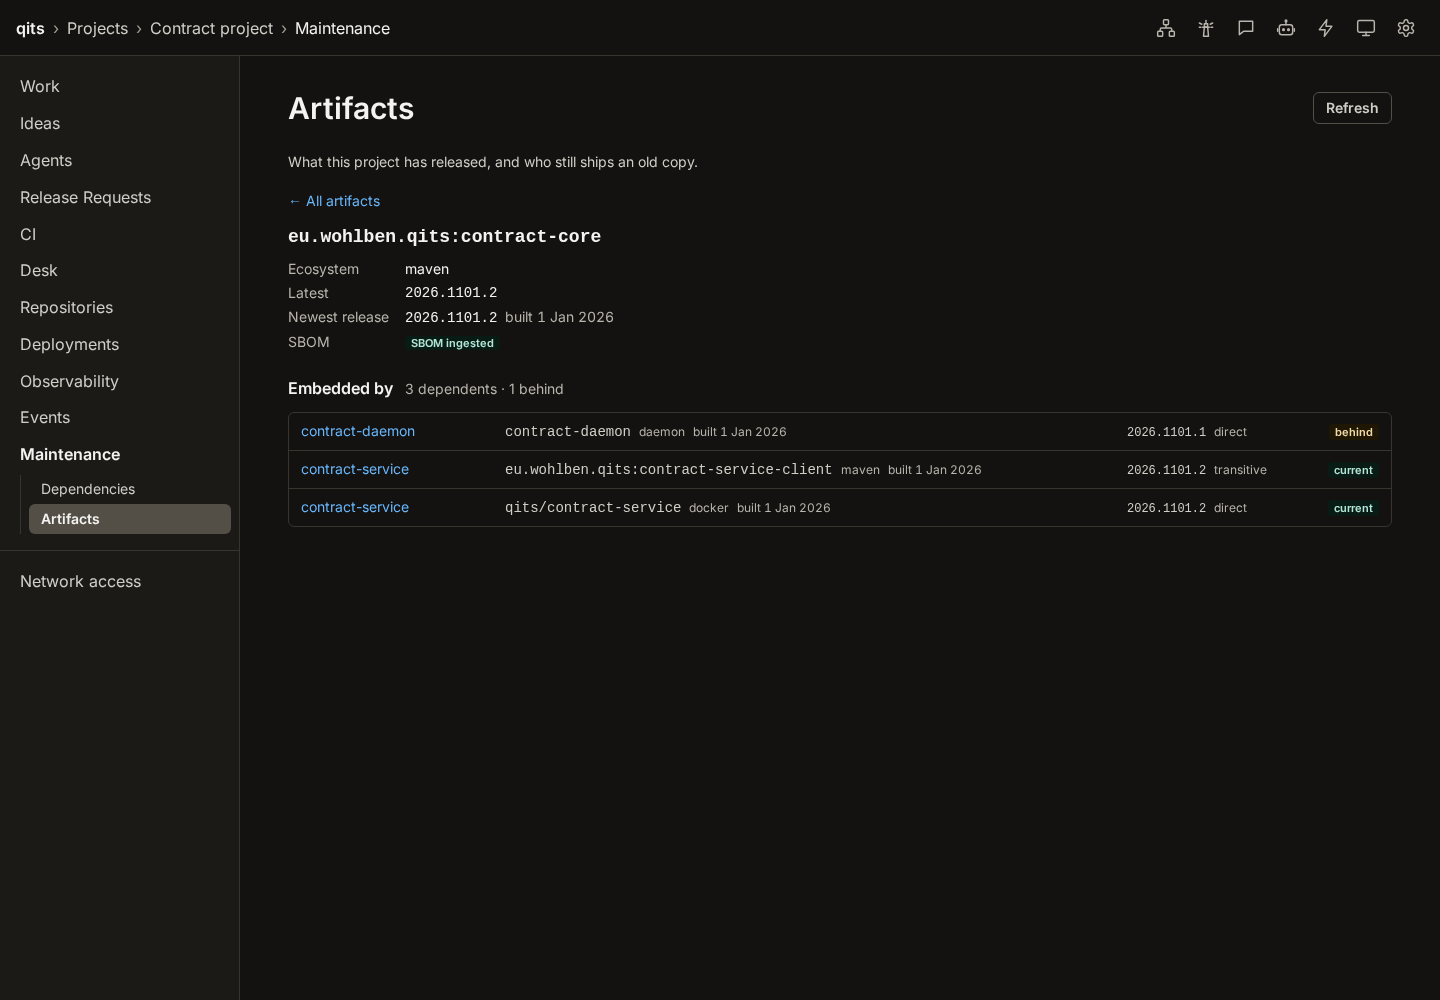 qits › Projects › Contract project › Maintenance
Work
Ideas
Agents
Release Requests
CI
Desk
Repositories
Deployments
Observability
Events
Maintenance
Dependencies
Artifacts
Network access
Artifacts
Refresh
What this project has released, and who still ships an old copy.
← All artifacts
eu.wohlben.qits:contract-core
Ecosystem maven
Latest 2026.1101.2
Newest release 2026.1101.2 built 1 Jan 2026
SBOM SBOM ingested
Embedded by 3 dependents · 1 behind
contract-daemon contract-daemon daemon built 1 Jan 2026 2026.1101.1 direct behind
contract-service eu.wohlben.qits:contract-service-client maven built 1 Jan 2026 2026.1101.2 transitive current
contract-service qits/contract-service docker built 1 Jan 2026 2026.1101.2 direct current